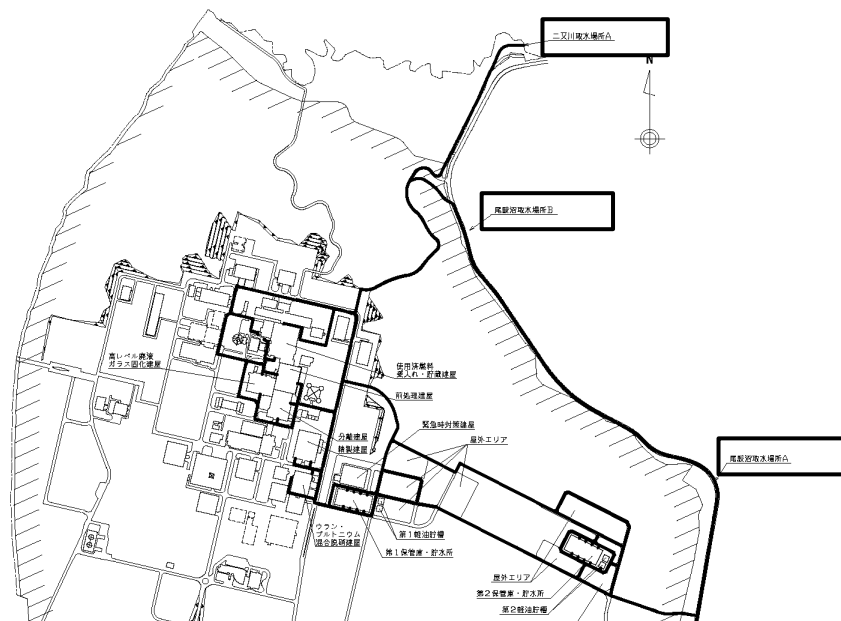 二又川取水場所A
N
尾駮沼取水場所B
高レベル廃液
ガラス固化建屋
使用済燃料
受入れ・貯蔵建屋
前処理建屋
緊急時対策建屋
分離建屋
精製建屋
屋外エリア
尾駮沼取水場所A
ウラン・
プルトニウム
混合脱硝建屋
第1軽油貯槽
第1保管庫・貯水所
屋外エリア
第2保管庫・貯水所
第2軽油貯槽